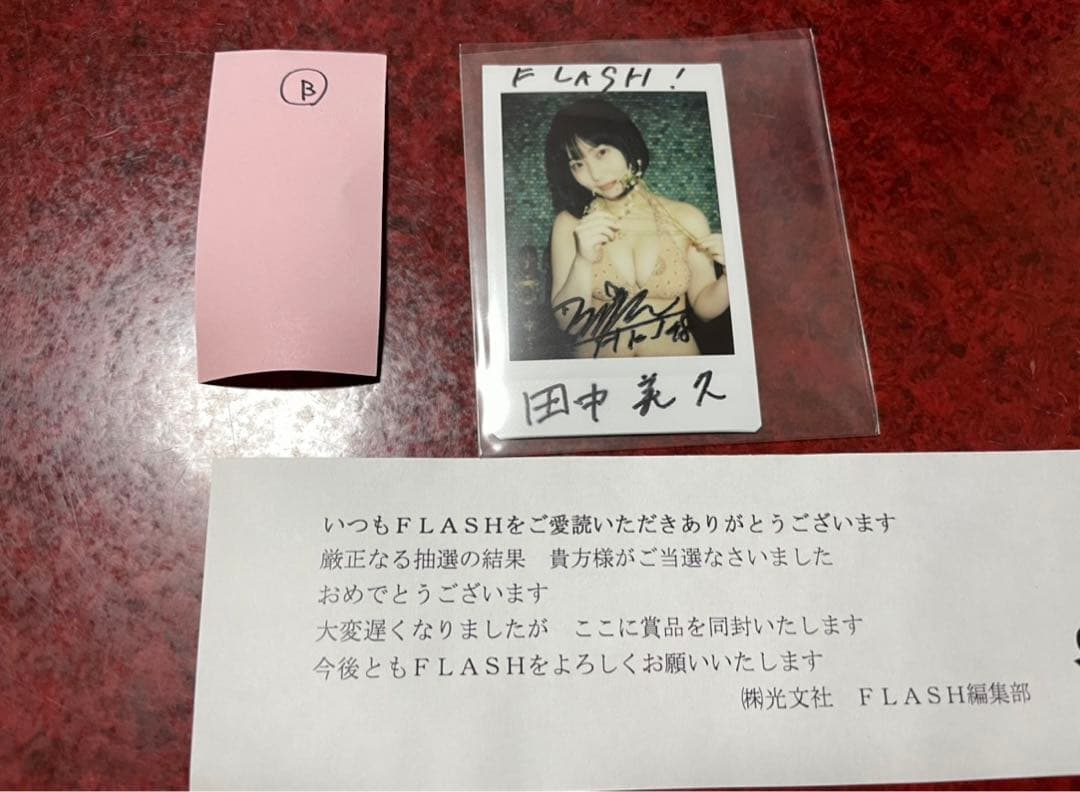 B
FLASH!
HKT48
田中美久
いつもＦＬＡＳＨをご愛読いただきありがとうございます
厳正なる抽選の結果　貴方様がご当選なさいました
おめでとうございます
大変遅くなりましたが　ここに賞品を同封いたします
今後ともＦＬＡＳＨをよろしくお願いいたします
㈱光文社　ＦＬＡＳＨ編集部